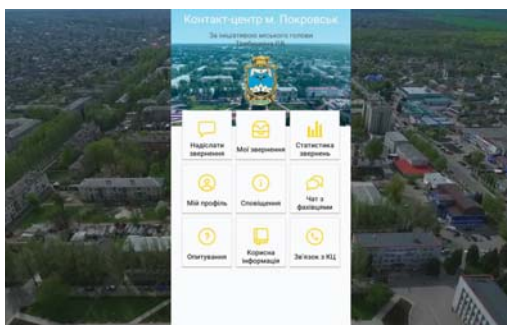 Контакт-центр м. Покровськ
За ініціативою міського голови
Требушкіна Р.В.
Надіслати
звернення
Мої звернення
Статистика
звернень
Мій профіль
Сповіщення
Чат з
фахівцями
Опитування
Корисна
інформація
Зв'язок з КЦ